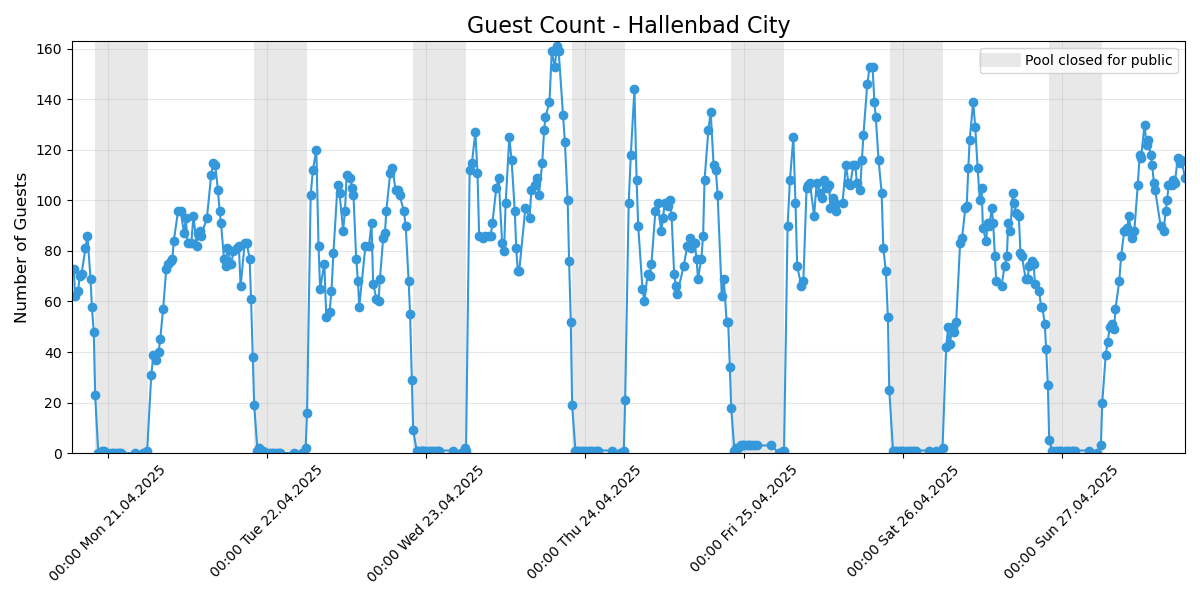 Guest Count - Hallenbad City
Pool closed for public
Number of Guests
160
140
120
100
80
60
40
20
0
00:00 Mon 21.04.2025
00:00 Tue 22.04.2025
00:00 Wed 23.04.2025
00:00 Thu 24.04.2025
00:00 Fri 25.04.2025
00:00 Sat 26.04.2025
00:00 Sun 27.04.2025